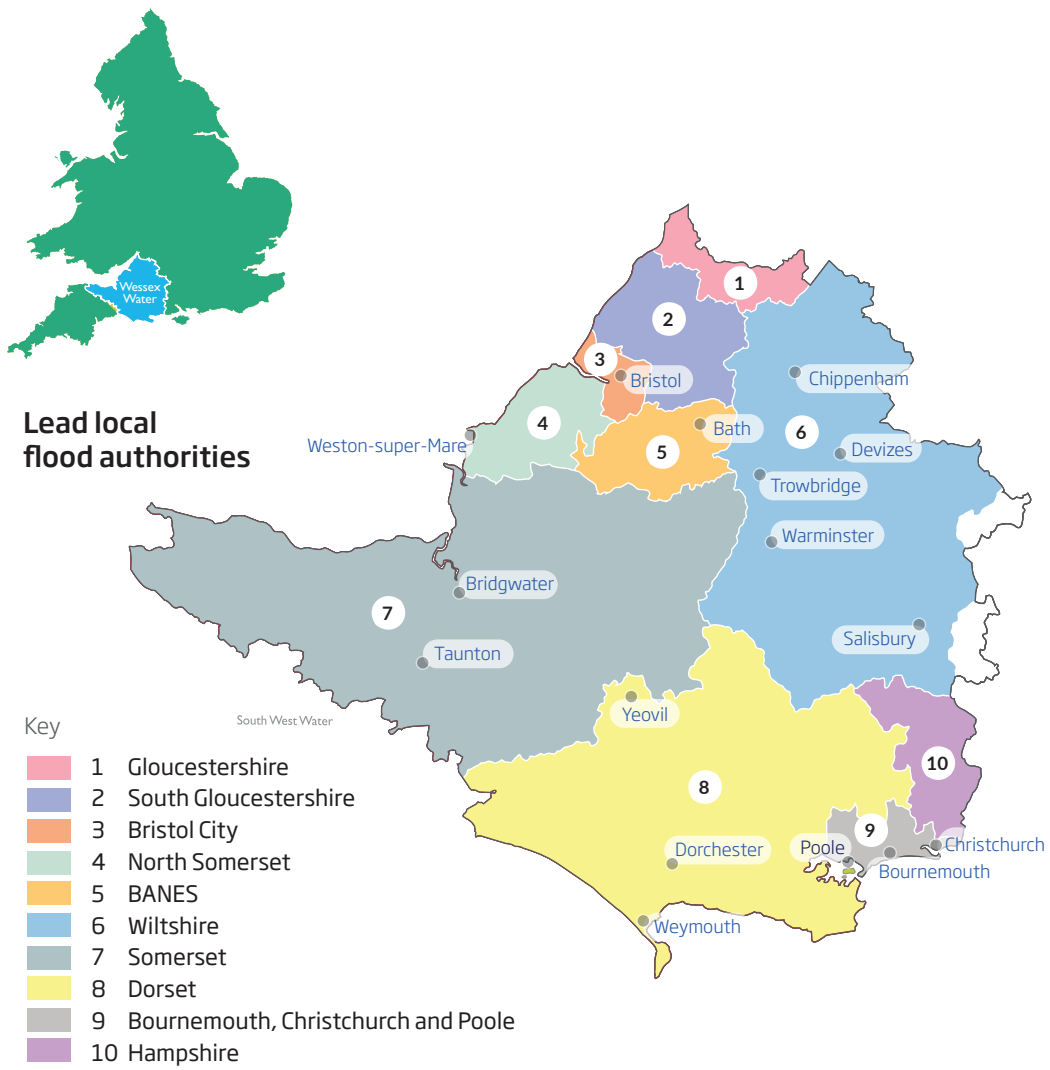 Wessex
Water
Lead local
flood authorities
1
2
3
Bristol
Chippenham
4
Weston-super-Mare
Bath
6
5
Devizes
Trowbridge
Warminster
Bridgwater
7
Salisbury
Taunton
Yeovil
South West Water
10
8
9
Dorchester
Poole
Christchurch
Bournemouth
Weymouth
Key
1 Gloucestershire
2 South Gloucestershire
3 Bristol City
4 North Somerset
5 BANES
6 Wiltshire
7 Somerset
8 Dorset
9 Bournemouth, Christchurch and Poole
10 Hampshire